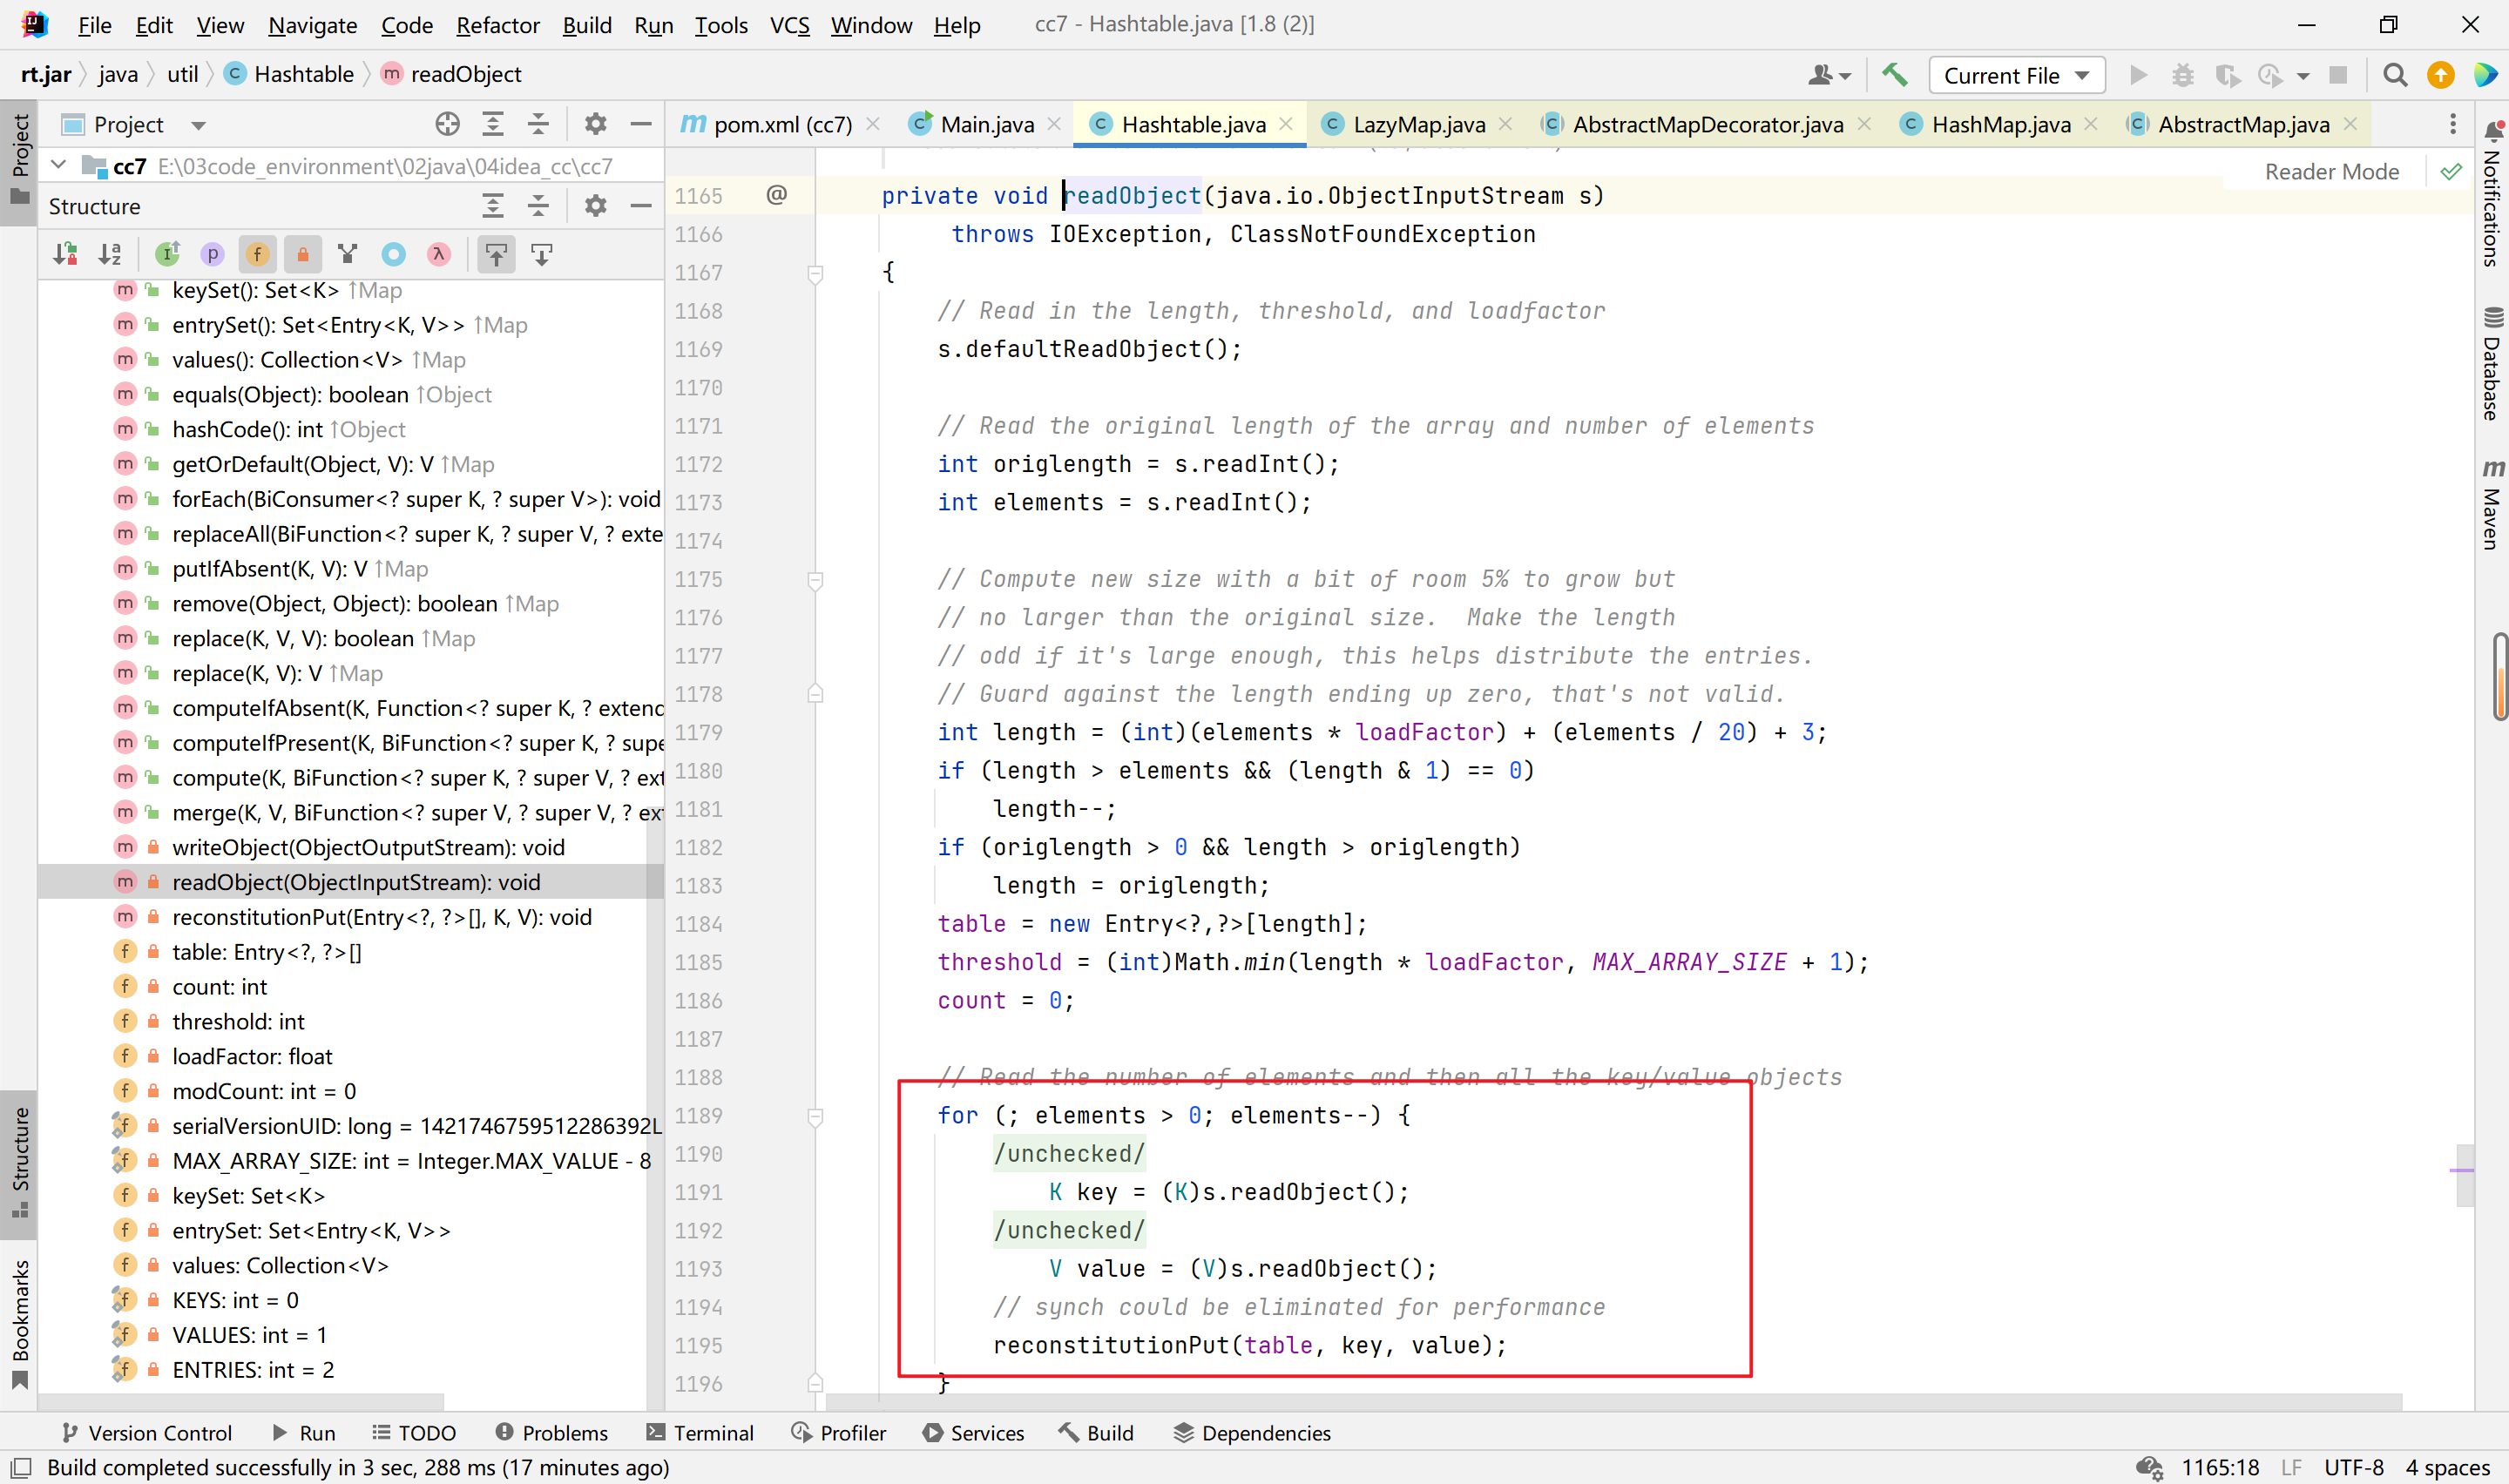 File Edit View Navigate Code Refactor Build Run Tools VCS Window Help cc7 - Hashtable.java [1.8 (2)]
rt.jar java util Hashtable readObject Current File
Project
pom.xml (cc7) Main.java Hashtable.java LazyMap.java AbstractMapDecorator.java HashMap.java AbstractMap.java
cc7 E:\03code_environment\02java\04idea_cc\cc7
Reader Mode
Structure
keySet(): Set<K> ↑Map
entrySet(): Set<Entry<K, V>> ↑Map
values(): Collection<V> ↑Map
equals(Object): boolean ↑Object
hashCode(): int ↑Object
getOrDefault(Object, V): V ↑Map
forEach(BiConsumer<? super K, ? super V>): void
replaceAll(BiFunction<? super K, ? super V, ? exte
putIfAbsent(K, V): V ↑Map
remove(Object, Object): boolean ↑Map
replace(K, V, V): boolean ↑Map
replace(K, V): V ↑Map
computeIfAbsent(K, Function<? super K, ? extend
computeIfPresent(K, BiFunction<? super K, ? supe
compute(K, BiFunction<? super K, ? super V, ? ext
merge(K, V, BiFunction<? super V, ? super V, ? ex
writeObject(ObjectOutputStream): void
readObject(ObjectInputStream): void
reconstitutionPut(Entry<?, ?>[], K, V): void
table: Entry<?, ?>[]
count: int
threshold: int
loadFactor: float
modCount: int = 0
serialVersionUID: long = 1421746759512286392L
MAX_ARRAY_SIZE: int = Integer.MAX_VALUE - 8
keySet: Set<K>
entrySet: Set<Entry<K, V>>
values: Collection<V>
KEYS: int = 0
VALUES: int = 1
ENTRIES: int = 2
1165 @ private void readObject(java.io.ObjectInputStream s)
1166 throws IOException, ClassNotFoundException
1167 {
1168 // Read in the length, threshold, and loadfactor
1169 s.defaultReadObject();
1170
1171 // Read the original length of the array and number of elements
1172 int origlength = s.readInt();
1173 int elements = s.readInt();
1174
1175 // Compute new size with a bit of room 5% to grow but
1176 // no larger than the original size.  Make the length
1177 // odd if it's large enough, this helps distribute the entries.
1178 // Guard against the length ending up zero, that's not valid.
1179 int length = (int)(elements * loadFactor) + (elements / 20) + 3;
1180 if (length > elements && (length & 1) == 0)
1181 length--;
1182 if (origlength > 0 && length > origlength)
1183 length = origlength;
1184 table = new Entry<?,?>[length];
1185 threshold = (int)Math.min(length * loadFactor, MAX_ARRAY_SIZE + 1);
1186 count = 0;
1187
1188 // Read the number of elements and then all the key/value objects
1189 for (; elements > 0; elements--) {
1190 /unchecked/
1191 K key = (K)s.readObject();
1192 /unchecked/
1193 V value = (V)s.readObject();
1194 // synch could be eliminated for performance
1195 reconstitutionPut(table, key, value);
1196 }
Project
Structure
Bookmarks
Notifications
Database
Maven
Version Control Run TODO Problems Terminal Profiler Services Build Dependencies
Build completed successfully in 3 sec, 288 ms (17 minutes ago) 1165:18 LF UTF-8 4 spaces